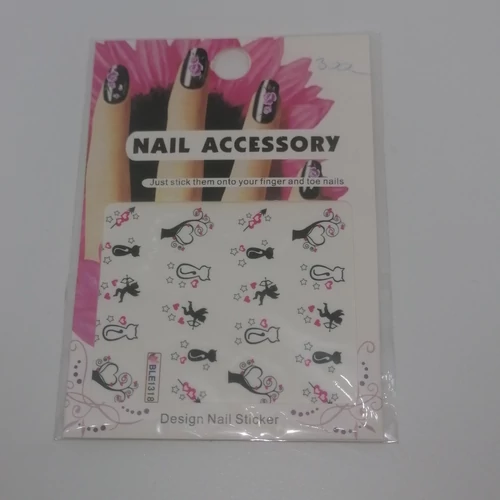 NAIL ACCESSORY
Just stick them onto your finger and toe nails
BLE1318
Design Nail Sticker